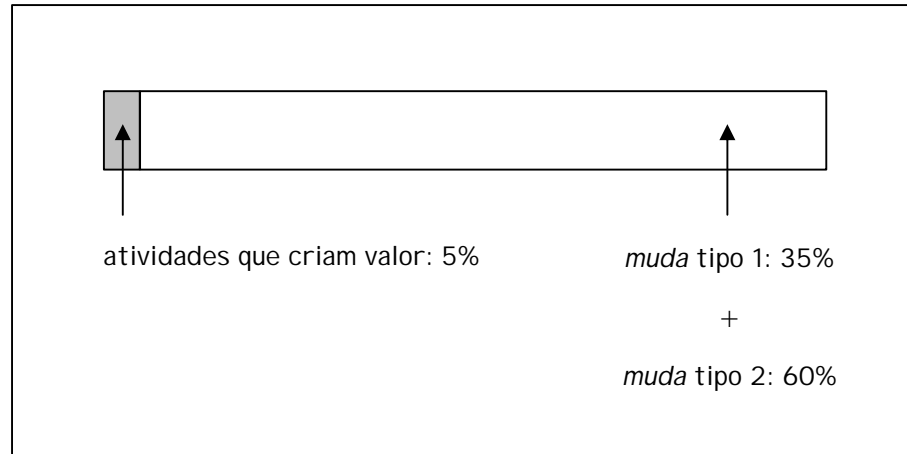 atividades que criam valor: 5%
muda tipo 1: 35%
+
muda tipo 2: 60%